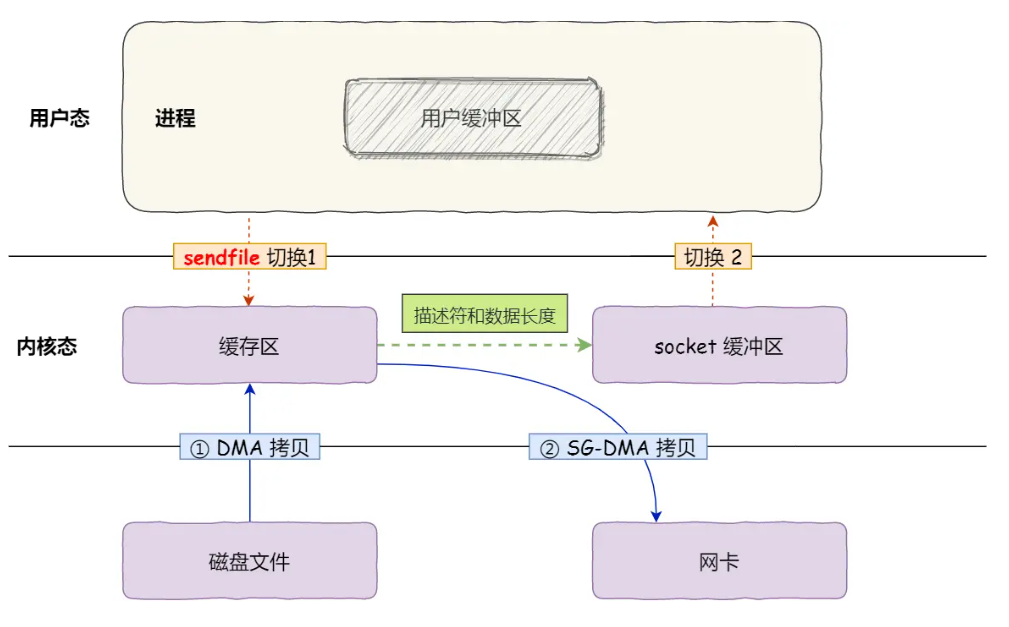 用户态
进程
用户缓冲区
sendfile 切换1
切换 2
描述符和数据长度
内核态
缓存区
socket 缓冲区
① DMA 拷贝
② SG-DMA 拷贝
磁盘文件
网卡